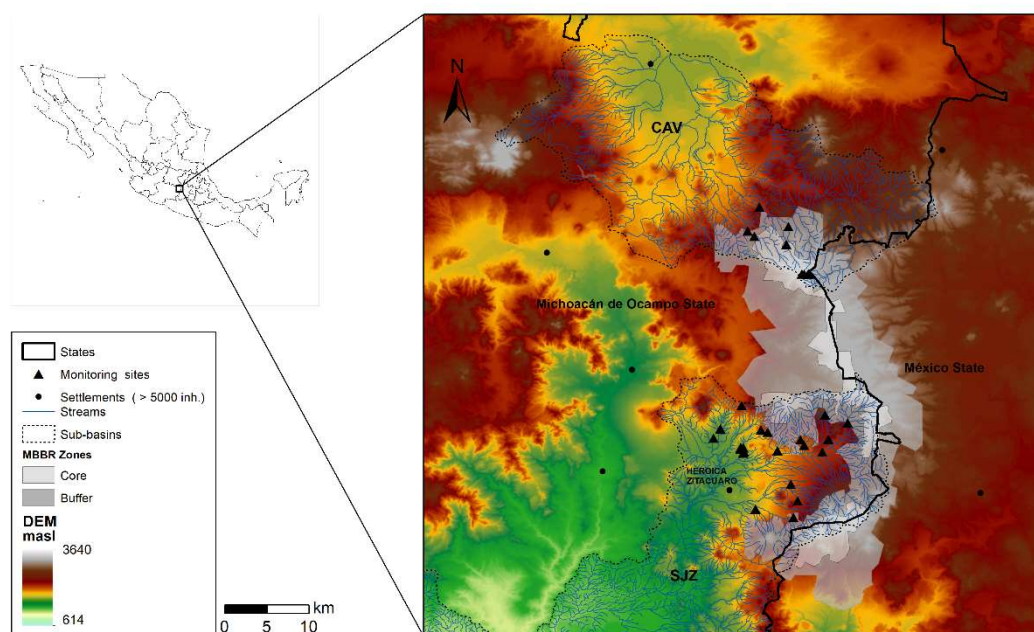 N
CAV
Michoacán de Ocampo State
México State
HEROICA
ZITACUARO
SJZ
States
Monitoring sites
Settlements ( > 5000 inh.)
Streams
Sub-basins
MBBR Zones
Core
Buffer
DEM
masl
3640
614
km
0 5 10